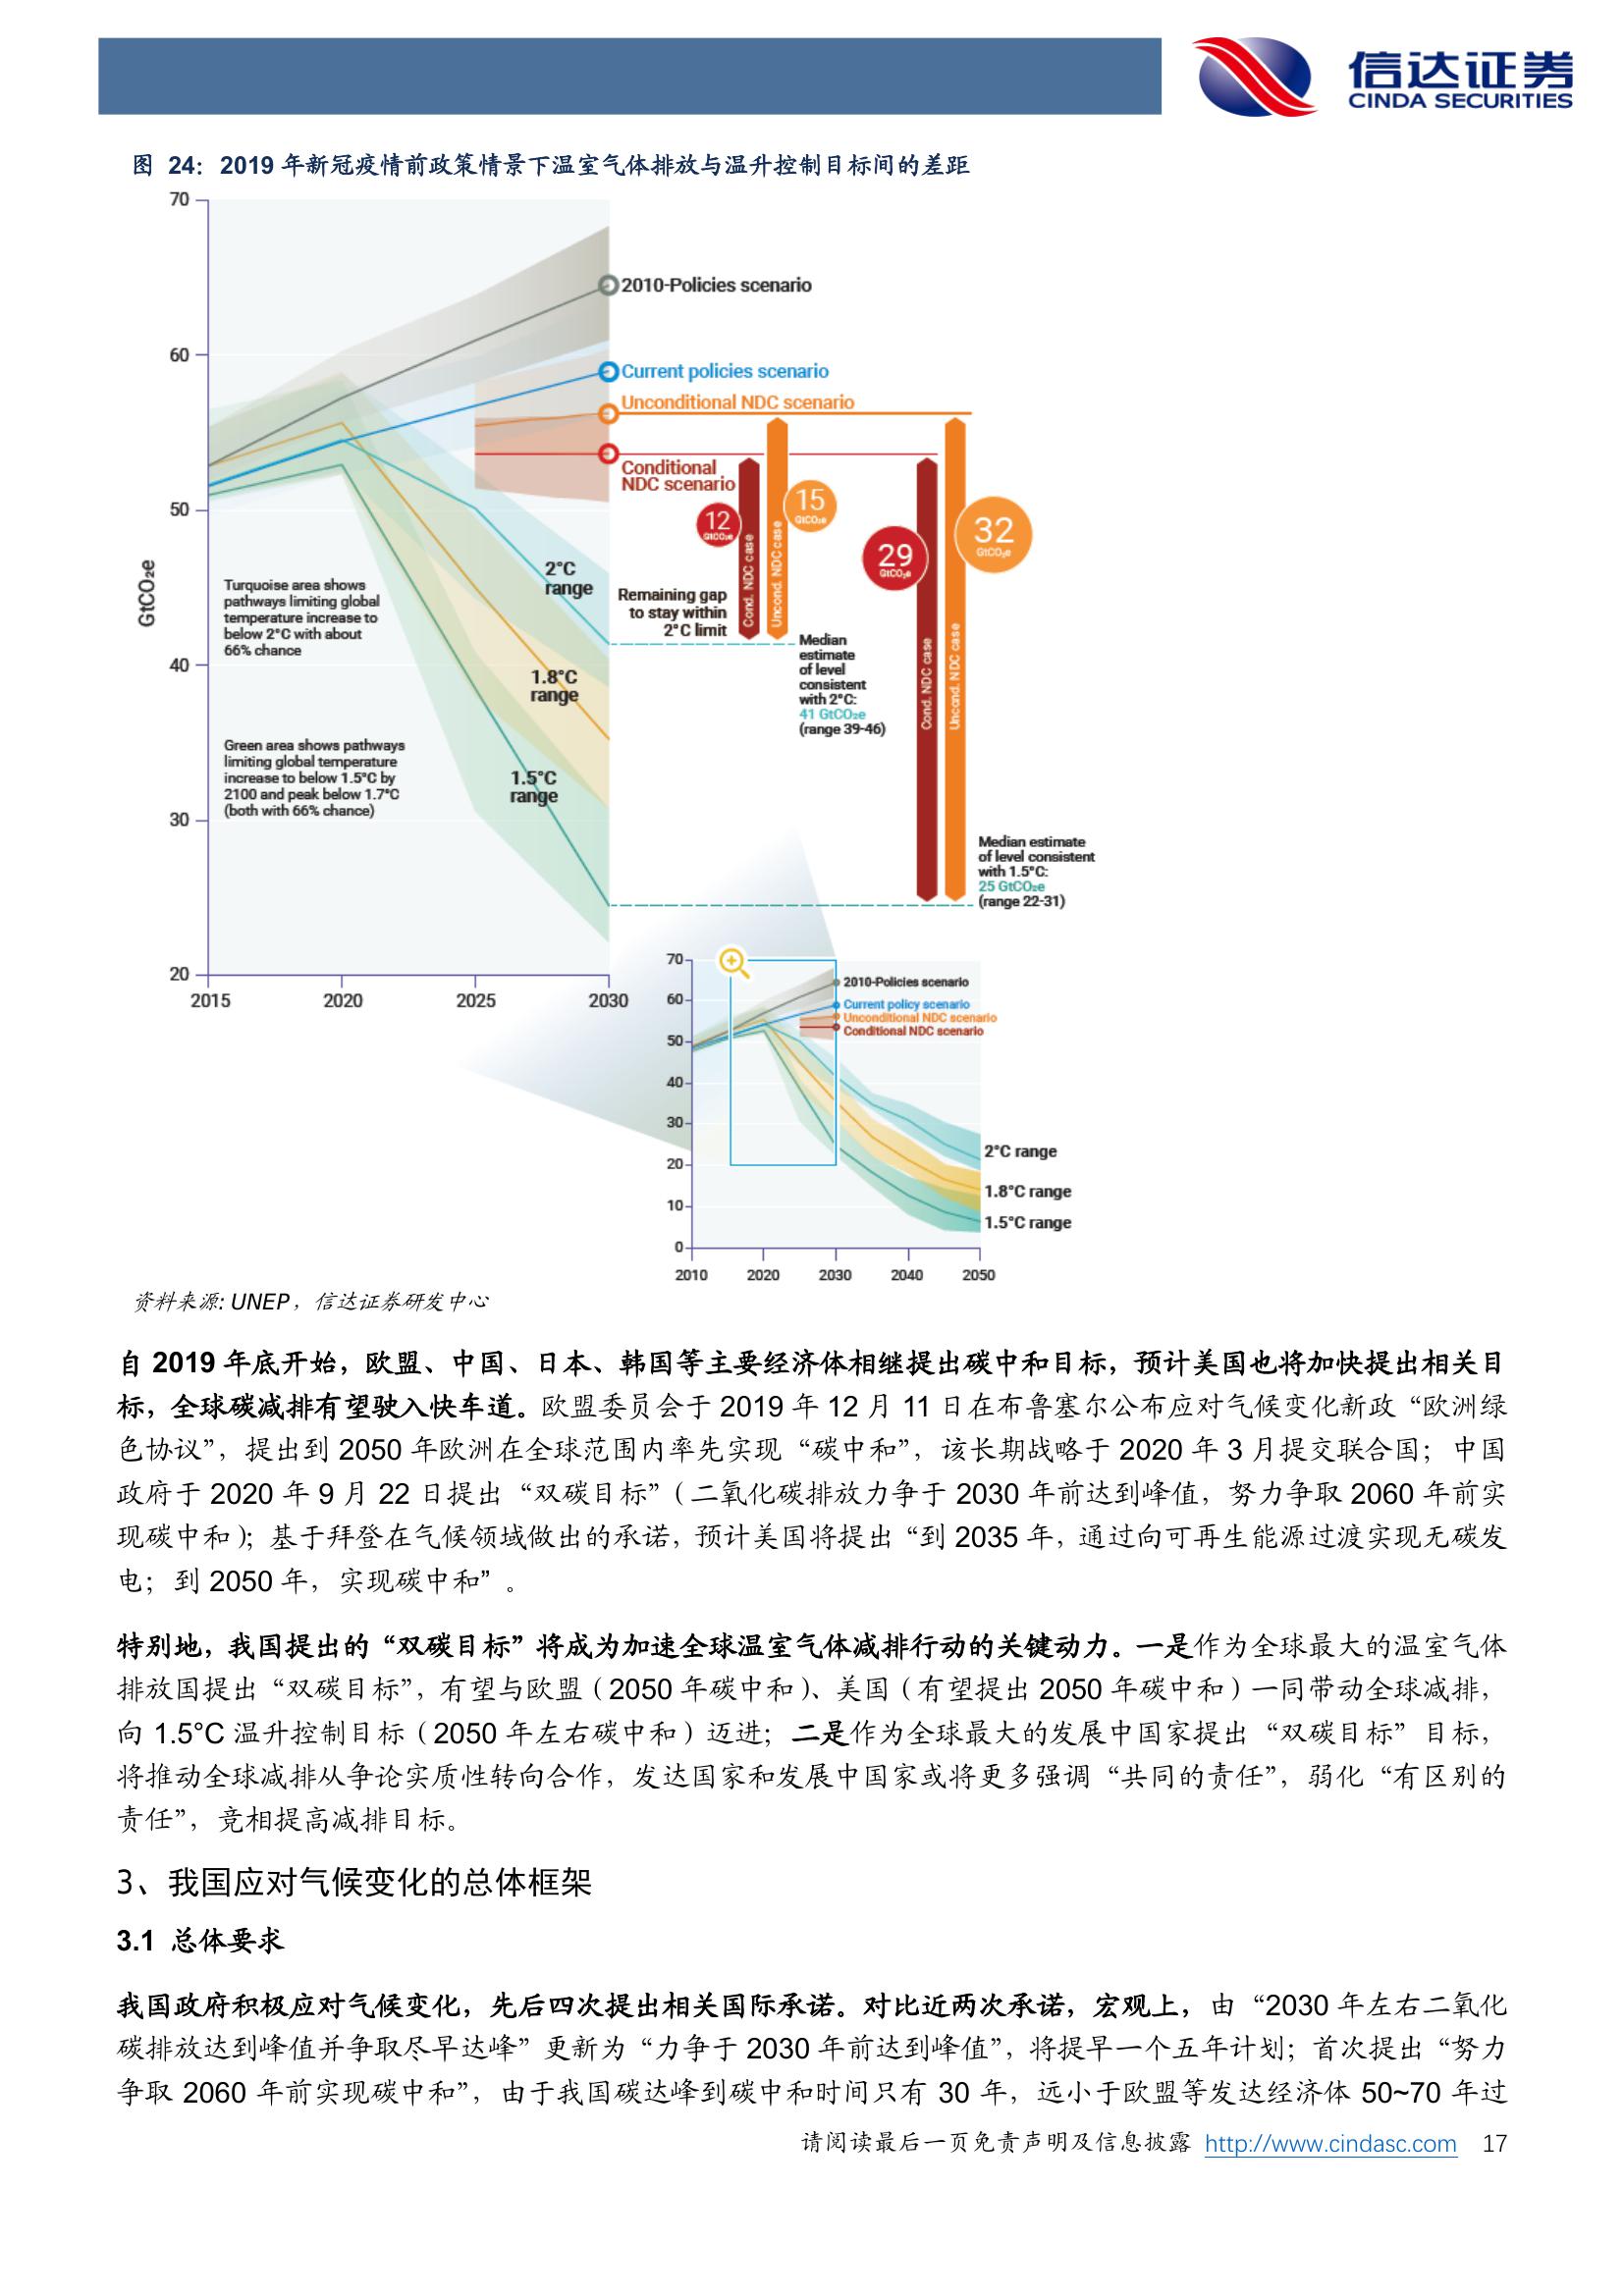 信达证券
CINDA SECURITIES
图 24：2019 年新冠疫情前政策情景下温室气体排放与温升控制目标间的差距
70
60
50
40
30
20
GtCO₂e
2015
2020
2025
2030
2010-Policies scenario
Current policies scenario
Unconditional NDC scenario
Conditional
NDC scenario
12
GtCO₂e
15
GtCO₂e
29
GtCO₂e
32
GtCO₂e
Cond. NDC case
Uncond. NDC case
Cond. NDC case
Uncond. NDC case
2°C
range
1.8°C
range
1.5°C
range
Turquoise area shows
pathways limiting global
temperature increase to
below 2°C with about
66% chance
Green area shows pathways
limiting global temperature
increase to below 1.5°C by
2100 and peak below 1.7°C
(both with 66% chance)
Remaining gap
to stay within
2°C limit
Median
estimate
of level
consistent
with 2°C:
41 GtCO₂e
(range 39-46)
Median estimate
of level consistent
with 1.5°C:
25 GtCO₂e
(range 22-31)
70
60
50
40
30
20
10
0
2010
2020
2030
2040
2050
2010-Policies scenario
Current policy scenario
Unconditional NDC scenario
Conditional NDC scenario
2°C range
1.8°C range
1.5°C range
资料来源: UNEP，信达证券研发中心
自 2019 年底开始，欧盟、中国、日本、韩国等主要经济体相继提出碳中和目标，预计美国也将加快提出相关目
标，全球碳减排有望驶入快车道。欧盟委员会于 2019 年 12 月 11 日在布鲁塞尔公布应对气候变化新政“欧洲绿
色协议”，提出到 2050 年欧洲在全球范围内率先实现“碳中和”，该长期战略于 2020 年 3 月提交联合国；中国
政府于 2020 年 9 月 22 日提出“双碳目标”（二氧化碳排放力争于 2030 年前达到峰值，努力争取 2060 年前实
现碳中和）；基于拜登在气候领域做出的承诺，预计美国将提出“到 2035 年，通过向可再生能源过渡实现无碳发
电；到 2050 年，实现碳中和”。
特别地，我国提出的“双碳目标”将成为加速全球温室气体减排行动的关键动力。一是作为全球最大的温室气体
排放国提出“双碳目标”，有望与欧盟（2050 年碳中和）、美国（有望提出 2050 年碳中和）一同带动全球减排，
向 1.5°C 温升控制目标（2050 年左右碳中和）迈进；二是作为全球最大的发展中国家提出“双碳目标”目标，
将推动全球减排从争论实质性转向合作，发达国家和发展中国家或将更多强调“共同的责任”，弱化“有区别的
责任”，竞相提高减排目标。
3、我国应对气候变化的总体框架
3.1 总体要求
我国政府积极应对气候变化，先后四次提出相关国际承诺。对比近两次承诺，宏观上，由“2030 年左右二氧化
碳排放达到峰值并争取尽早达峰”更新为“力争于 2030 年前达到峰值”，将提早一个五年计划；首次提出“努力
争取 2060 年前实现碳中和”，由于我国碳达峰到碳中和时间只有 30 年，远小于欧盟等发达经济体 50~70 年过
请阅读最后一页免责声明及信息披露 http://www.cindasc.com 17